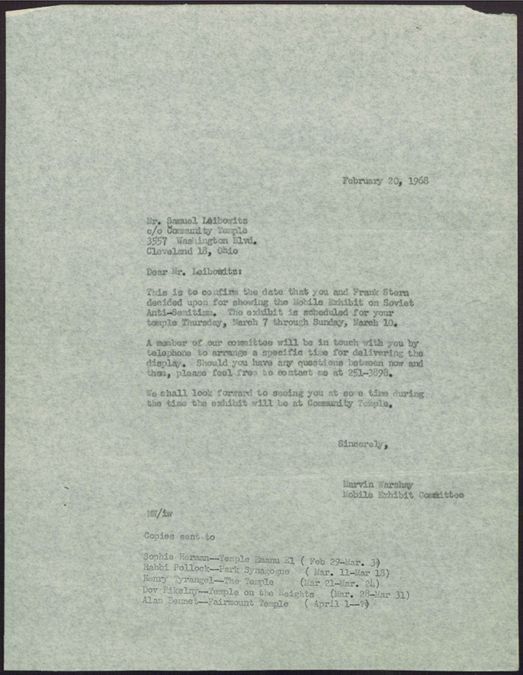 February 20, 1968
Mr. Samuel Leibowitz
c/o Community Temple
3557 Washington Blvd.
Cleveland 18, Ohio
Dear Mr. Leibowitz:
This is to confirm the date that you and Frank Stern
decided upon for showing the Mobile Exhibit on Soviet
Anti-Semitism. The exhibit is scheduled for your
temple Thursday, March 7 through Sunday, March 10.
A member of our committee will be in touch with you by
telephone to arrange a specific time for delivering the
display. Should you have any questions between now and
then, please feel free to contact me at 251-3898.
We shall look forward to seeing you at some time during
the time the exhibit will be at Community Temple.
Sincerely,
Marvin Warshay
Mobile Exhibit Committee
MW/iw
Copies sent to
Sophie Herman--Temple Emanu El ( Feb 29-Mar. 3)
Rabbi Pollock--Park Synagogue ( Mar. 11-Mar 18)
Henry Tyrangel--The Temple (Mar 21-Mar. 24)
Dov --Temple on the Heights (Mar. 28-Mar 31)
Alan --Fairmount Temple ( April 1--)